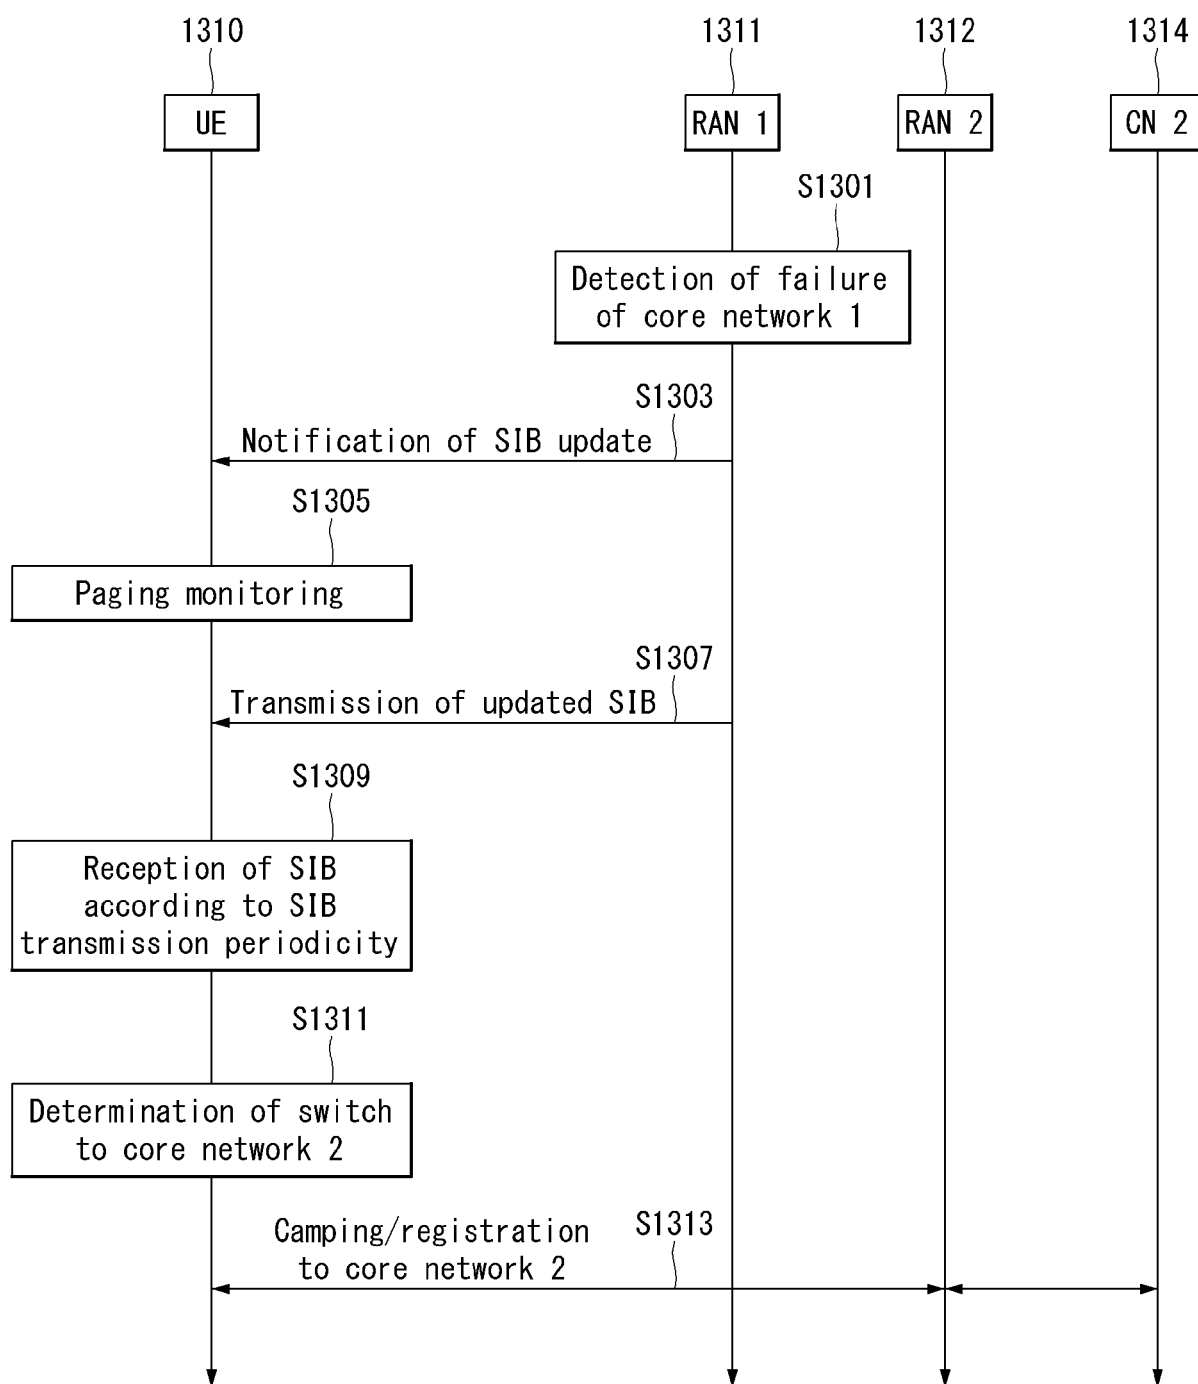 1310
1311
1312
1314
UE
RAN 1
RAN 2
CN 2
S1301
Detection of failure
of core network 1
S1303
Notification of SIB update
S1305
Paging monitoring
S1307
Transmission of updated SIB
S1309
Reception of SIB
according to SIB
transmission periodicity
S1311
Determination of switch
to core network 2
Camping/registration
to core network 2
S1313